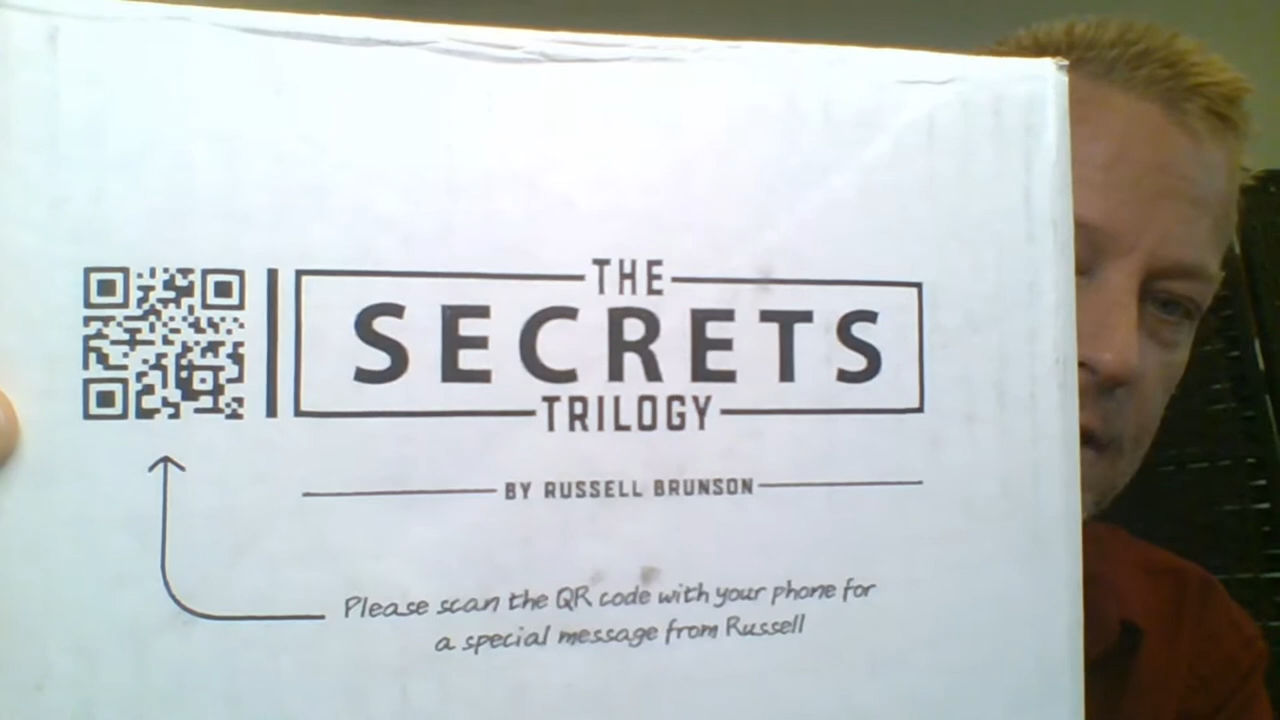 THE
SECRETS
TRILOGY
BY RUSSELL BRUNSON
Please scan the QR code with your phone for
a special message from Russell